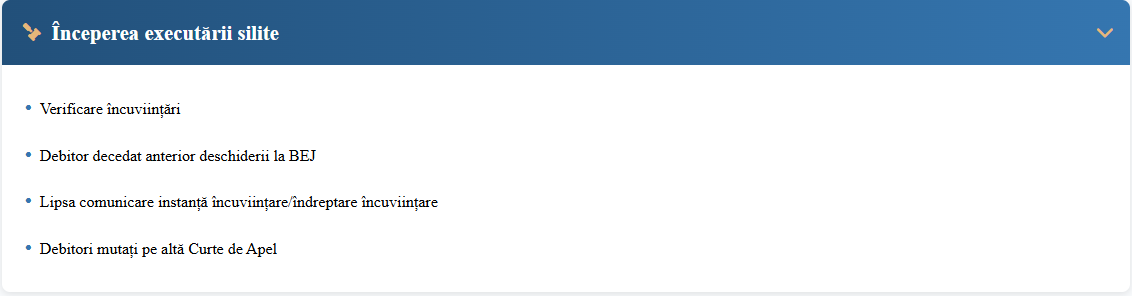 Începerea executării silite
Verificare încuviințări
Debitor decedat anterior deschiderii la BEJ
Lipsa comunicare instanță încuviințare/îndreptare încuviințare
Debitori mutați pe altă Curte de Apel